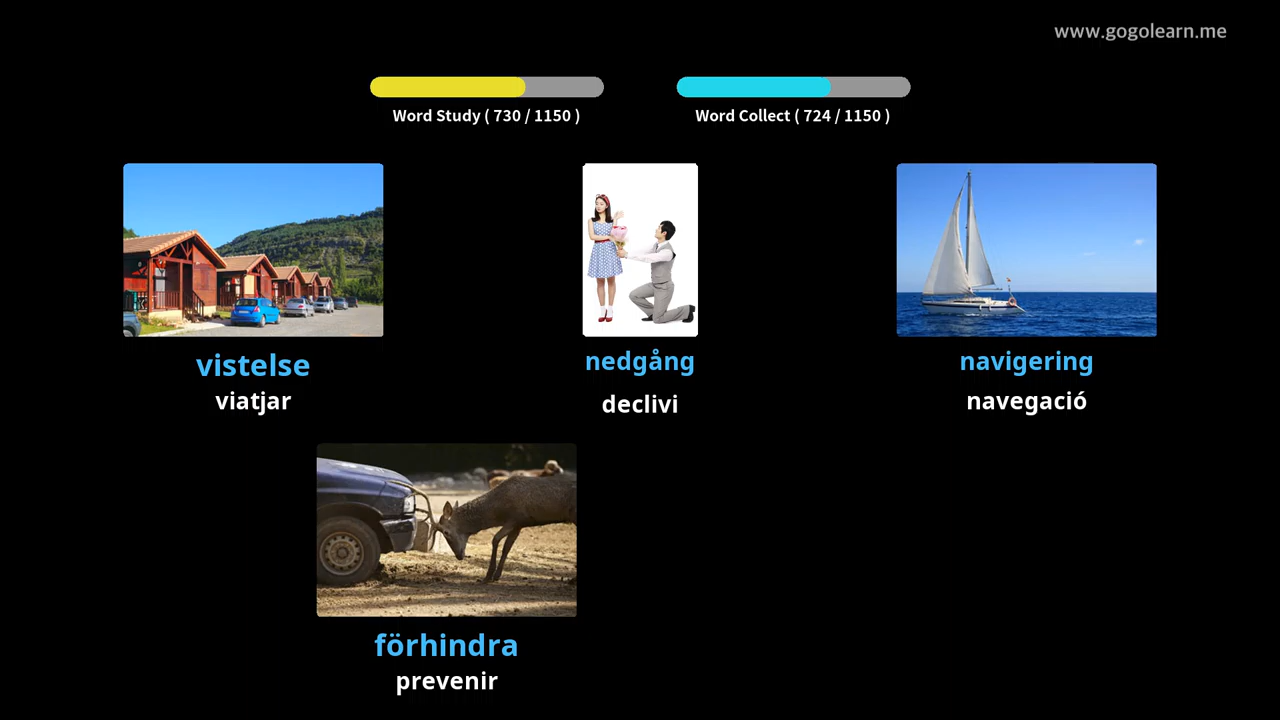 www.gogolearn.me
Word Study ( 730 / 1150 )
Word Collect ( 724 / 1150 )
vistelse
viatjar
nedgång
declivi
navigering
navegació
förhindra
prevenir